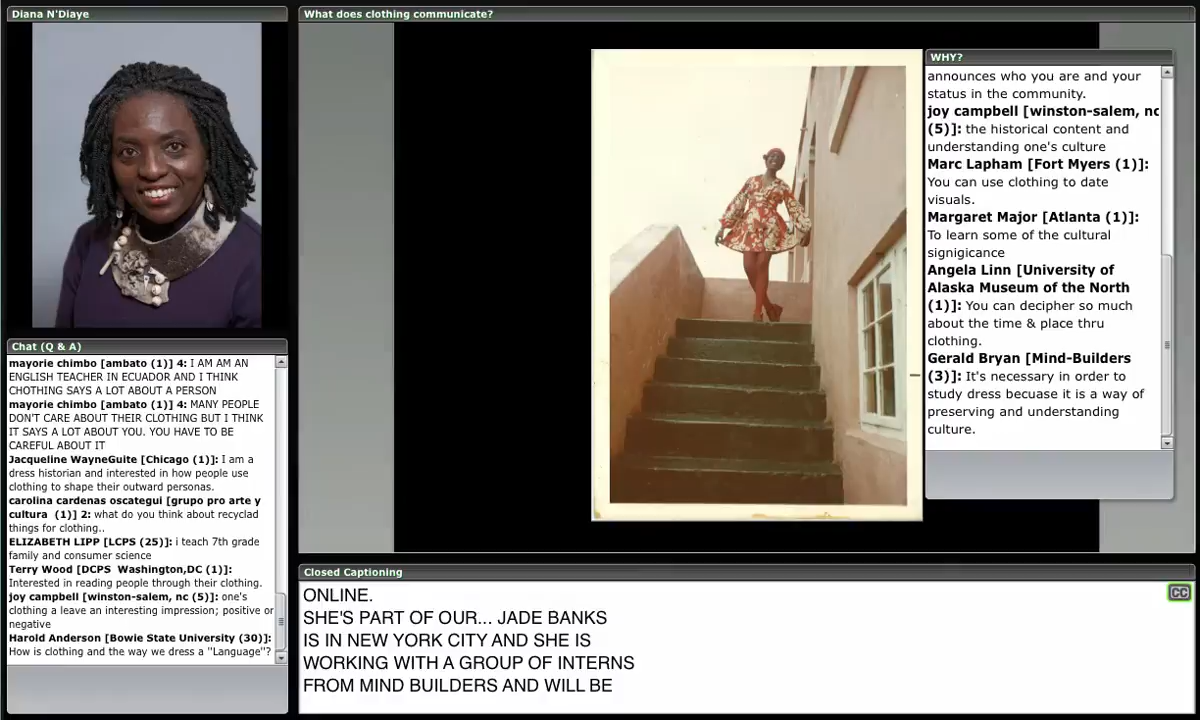 Diana N'Diaye
What does clothing communicate?
WHY?
announces who you are and your
status in the community.
joy campbell [winston-salem, nc
(5)]: the historical content and
understanding one's culture
Marc Lapham [Fort Myers (1)]:
You can use clothing to date
visuals.
Margaret Major [Atlanta (1)]:
To learn some of the cultural
signigicance
Angela Linn [University of
Alaska Museum of the North
(1)]: You can decipher so much
about the time & place thru
clothing.
Gerald Bryan [Mind-Builders
(3)]: It's necessary in order to
study dress becuase it is a way of
preserving and understanding
culture.
Chat (Q & A)
mayorie chimbo [ambato (1)] 4: I AM AM AN
ENGLISH TEACHER IN ECUADOR AND I THINK
CHOTHING SAYS A LOT ABOUT A PERSON
mayorie chimbo [ambato (1)] 4: MANY PEOPLE
DON'T CARE ABOUT THEIR CLOTHING BUT I THINK
IT SAYS A LOT ABOUT YOU. YOU HAVE TO BE
CAREFUL ABOUT IT
Jacqueline WayneGuite [Chicago (1)]: I am a
dress historian and interested in how people use
clothing to shape their outward personas.
carolina cardenas oscategui [grupo pro arte y
cultura (1)] 2: what do you think about recyclad
things for clothing..
ELIZABETH LIPP [LCPS (25)]: i teach 7th grade
family and consumer science
Terry Wood [DCPS Washington,DC (1)]:
Interested in reading people through their clothing.
joy campbell [winston-salem, nc (5)]: one's
clothing a leave an interesting impression; positive or
negative
Harold Anderson [Bowie State University (30)]:
How is clothing and the way we dress a "Language"?
Closed Captioning
CC
ONLINE.
SHE'S PART OF OUR... JADE BANKS
IS IN NEW YORK CITY AND SHE IS
WORKING WITH A GROUP OF INTERNS
FROM MIND BUILDERS AND WILL BE